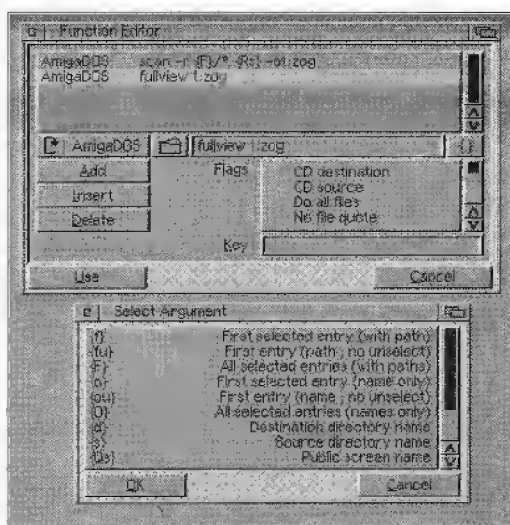 Function Editor
AmigaDOS scan -r {F}/*. {Rs} -ot:zog
AmigaDOS fullview t:zog
AmigaDOS fullview t:zog {}
Add Flags CD destination
Insert CD source
Delete Do all files
No file quote
Key
Use Cancel
Select Argument
{f} First selected entry (with path)
{fu} First entry (path, no unselect)
{F} All selected entries (with paths)
{o} First selected entry (name only)
{ou} First entry (name, no unselect)
{O} All selected entries (names only)
{d} Destination directory name
{s} Source directory name
{Qs} Public screen name
OK Cancel